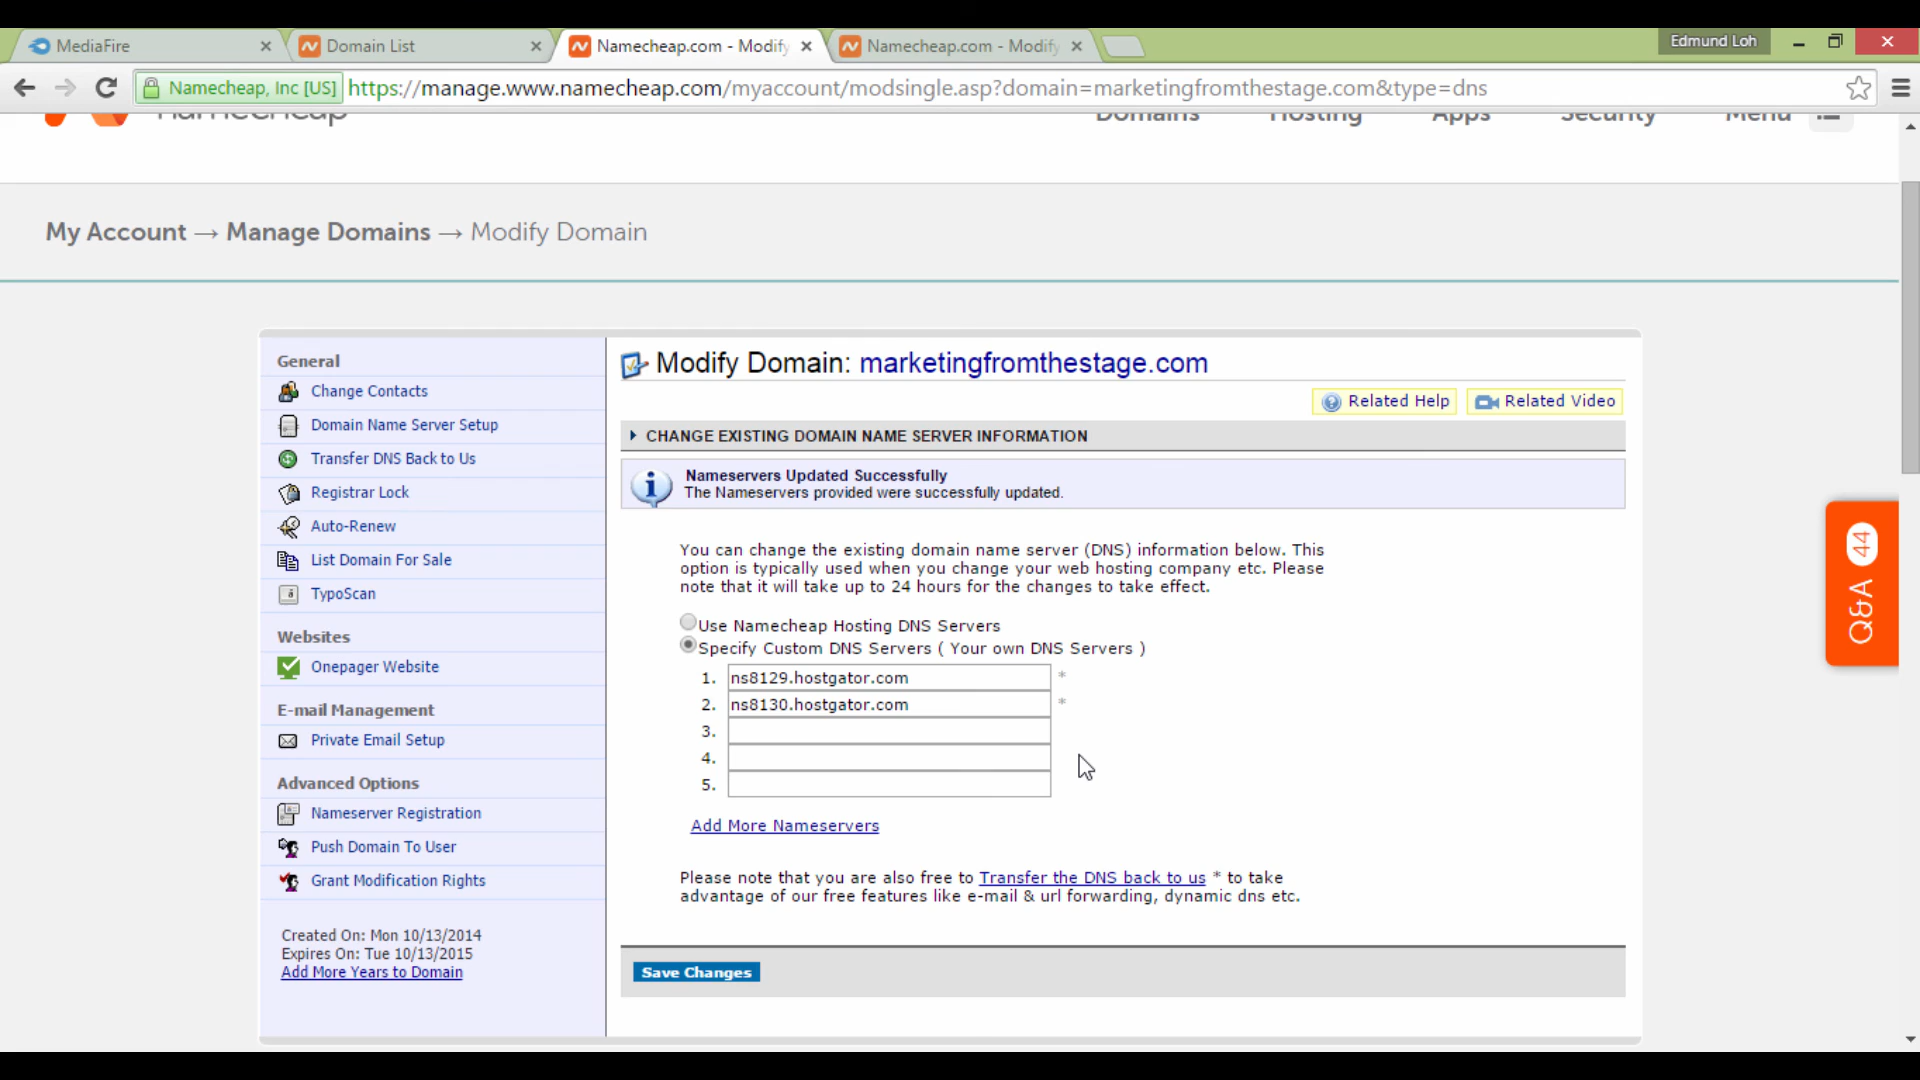 MediaFire
Domain List
Namecheap.com - Modify
Namecheap.com - Modify
Edmund Loh
Namecheap, Inc [US]
https://manage.www.namecheap.com/myaccount/modsingle.asp?domain=marketingfromthestage.com&type=dns
namecheap
Domains
Hosting
Apps
Security
Menu
My Account → Manage Domains → Modify Domain
General
Change Contacts
Domain Name Server Setup
Transfer DNS Back to Us
Registrar Lock
Auto-Renew
List Domain For Sale
TypoScan
Websites
Onepager Website
E-mail Management
Private Email Setup
Advanced Options
Nameserver Registration
Push Domain To User
Grant Modification Rights
Created On: Mon 10/13/2014
Expires On: Tue 10/13/2015
Add More Years to Domain
Modify Domain: marketingfromthestage.com
Related Help
Related Video
CHANGE EXISTING DOMAIN NAME SERVER INFORMATION
Nameservers Updated Successfully
The Nameservers provided were successfully updated.
You can change the existing domain name server (DNS) information below. This
option is typically used when you change your web hosting company etc. Please
note that it will take up to 24 hours for the changes to take effect.
Use Namecheap Hosting DNS Servers
Specify Custom DNS Servers ( Your own DNS Servers )
1. ns8129.hostgator.com *
2. ns8130.hostgator.com *
3.
4.
5.
Add More Nameservers
Please note that you are also free to Transfer the DNS back to us * to take
advantage of our free features like e-mail & url forwarding, dynamic dns etc.
Save Changes
Q&A 44